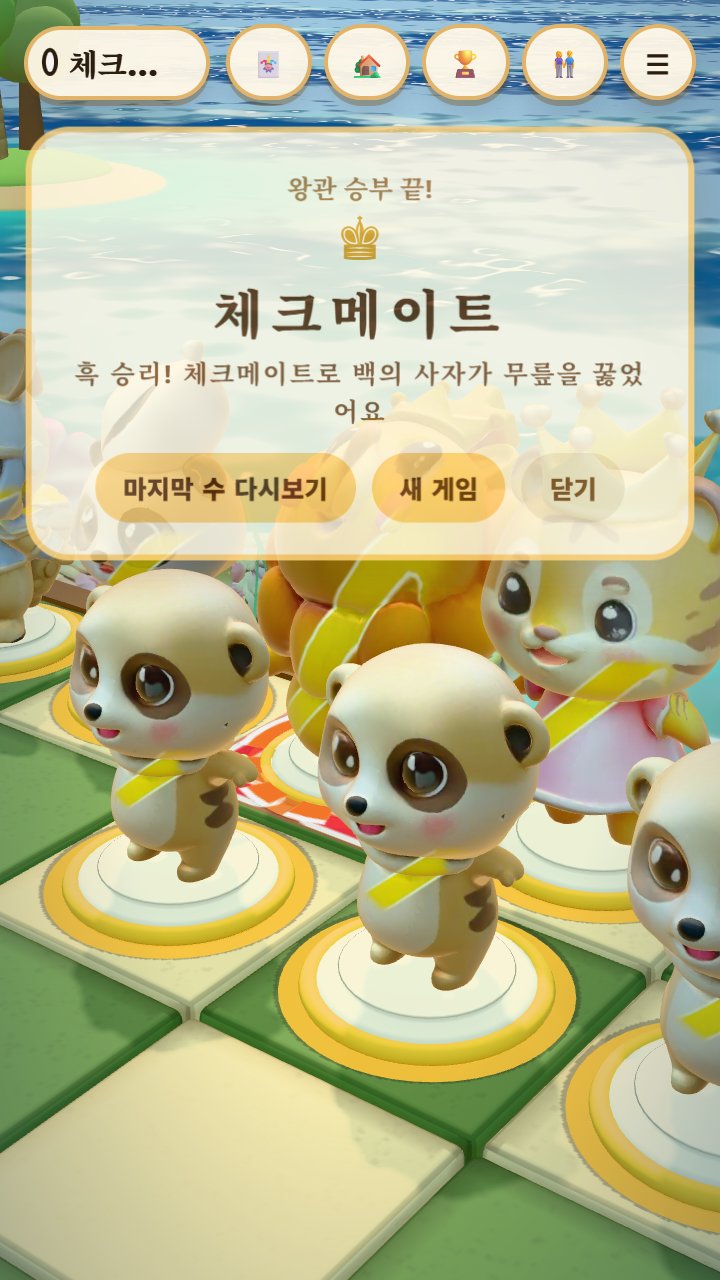 0 체크...
왕관 승부 끝!
체크메이트
흑 승리! 체크메이트로 백의 사자가 무릎을 꿇었
어요
마지막 수 다시보기
새 게임
닫기